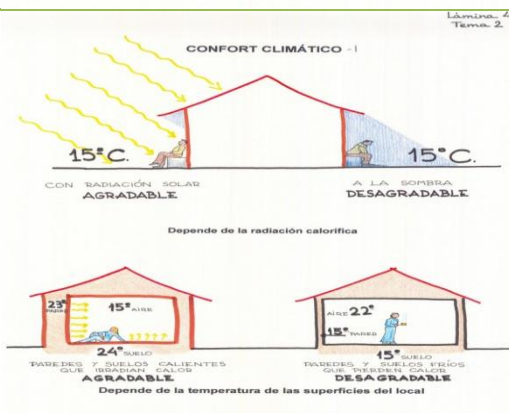 Lámina 4
Tema 2
CONFORT CLIMÁTICO - I
15°C.
15°C.
CON RADIACIÓN SOLAR
AGRADABLE
A LA SOMBRA
DESAGRADABLE
Depende de la radiación calorífica
23°
PARED
15° AIRE
24° SUELO
PAREDES Y SUELOS CALIENTES
QUE IRRADIAN CALOR
AGRADABLE
AIRE 22°
15° PARED
15° SUELO
PAREDES Y SUELOS FRÍOS
QUE PIERDEN CALOR
DESAGRADABLE
Depende de la temperatura de las superficies del local